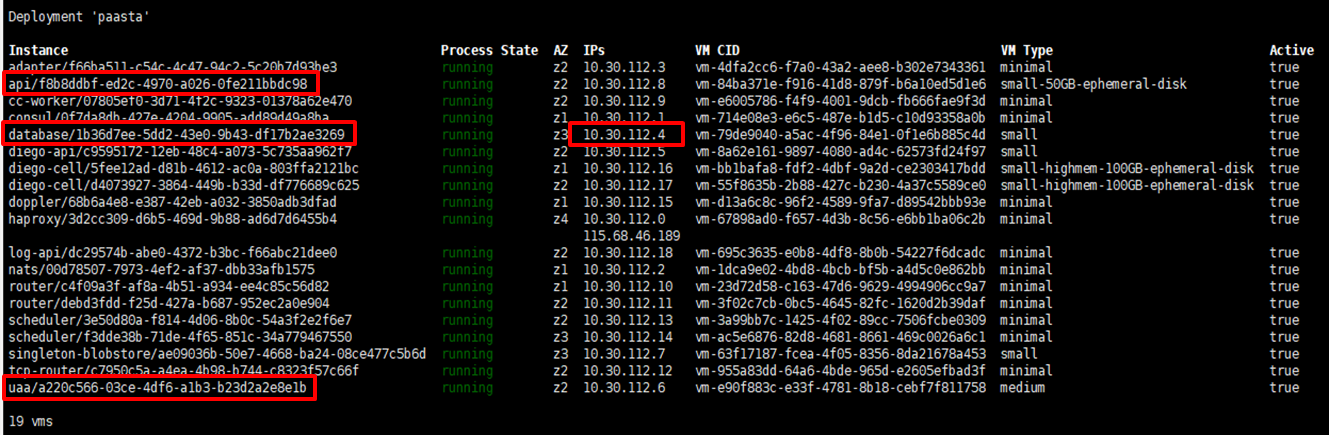 Deployment 'paasta'
Instance Process State AZ IPs VM CID VM Type Active
adapter/f66ba511-c54c-4c47-94c2-5c20b7d93be3 running z2 10.30.112.3 vm-4dfa2cc6-f7a0-43a2-aee8-b302e7343361 minimal true
api/f8b8ddbf-ed2c-4970-a026-0fe211bbdc98 running z2 10.30.112.8 vm-84ba371e-f916-41d8-879f-b6a10ed5d1e6 small-50GB-ephemeral-disk true
cc-worker/07805ef0-3d71-4f2c-9323-01378a62e470 running z2 10.30.112.9 vm-e6005786-f4f9-4001-9dcb-fb666fae9f3d minimal true
consul/0f7da8db-427e-4204-9905-add89d49a8ba running z1 10.30.112.1 vm-714e08e3-e6c5-487e-b1d5-c10d93358a0b minimal true
database/1b36d7ee-5dd2-43e0-9b43-df17b2ae3269 running z3 10.30.112.4 vm-79de9040-a5ac-4f96-84e1-0f1e6b885c4d small true
diego-api/c9595172-12eb-48c4-a073-5c735aa962f7 running z2 10.30.112.5 vm-8a62e161-9897-4080-ad4c-62573fd24f97 small true
diego-cell/5fee12ad-d81b-4612-ac0a-803ffa2121bc running z1 10.30.112.16 vm-bb1bafa8-fdf2-4dbf-9a2d-ce2303417bdd small-highmem-100GB-ephemeral-disk true
diego-cell/d4073927-3864-449b-b33d-df776689c625 running z2 10.30.112.17 vm-55f8635b-2b88-427c-b230-4a37c5589ce0 small-highmem-100GB-ephemeral-disk true
doppler/68b6a4e8-e387-42eb-a032-3850adb3dfad running z1 10.30.112.15 vm-d13a6c8c-96f2-4589-9fa7-d89542bbb93e minimal true
haproxy/3d2cc309-d6b5-469d-9b88-ad6d7d6455b4 running z4 10.30.112.0 vm-67898ad0-f657-4d3b-8c56-e6bb1ba06c2b minimal true
115.68.46.189
log-api/dc29574b-abe0-4372-b3bc-f66abc21dee0 running z2 10.30.112.18 vm-695c3635-e0b8-4df8-8b0b-54227f6dcadc minimal true
nats/00d78507-7973-4ef2-af37-dbb33afb1575 running z1 10.30.112.2 vm-1dca9e02-4bd8-4bcb-bf5b-a4d5c0e862bb minimal true
router/c4f09a3f-af8a-4b51-a934-ee4c85c56d82 running z1 10.30.112.10 vm-23d72d58-c163-47d6-9629-4994906cc9a7 minimal true
router/debd3fdd-f25d-427a-b687-952ec2a0e904 running z2 10.30.112.11 vm-3f02c7cb-0bc5-4645-82fc-1620d2b39daf minimal true
scheduler/3e50d80a-f814-4d06-8b0c-54a3f2e2f6e7 running z2 10.30.112.13 vm-3a99bb7c-1425-4f02-89cc-7506fcbe0309 minimal true
scheduler/f3dde38b-71de-4f65-851c-34a779467550 running z3 10.30.112.14 vm-ac5e6876-82d8-4681-8661-469c0026a6c1 minimal true
singleton-blobstore/ae09036b-50e7-4668-ba24-08ce477c5b6d running z3 10.30.112.7 vm-63f17187-fcea-4f05-8356-8da21678a453 small true
tcp-router/c7950c5a-a4ea-4b98-b744-c8323f57c66f running z2 10.30.112.12 vm-955a83dd-64a6-4bde-965d-e2605efbad3f minimal true
uaa/a220c566-03ce-4df6-a1b3-b23d2a2e8e1b running z2 10.30.112.6 vm-e90f883c-e33f-4781-8b18-cebf7f811758 medium true
19 vms